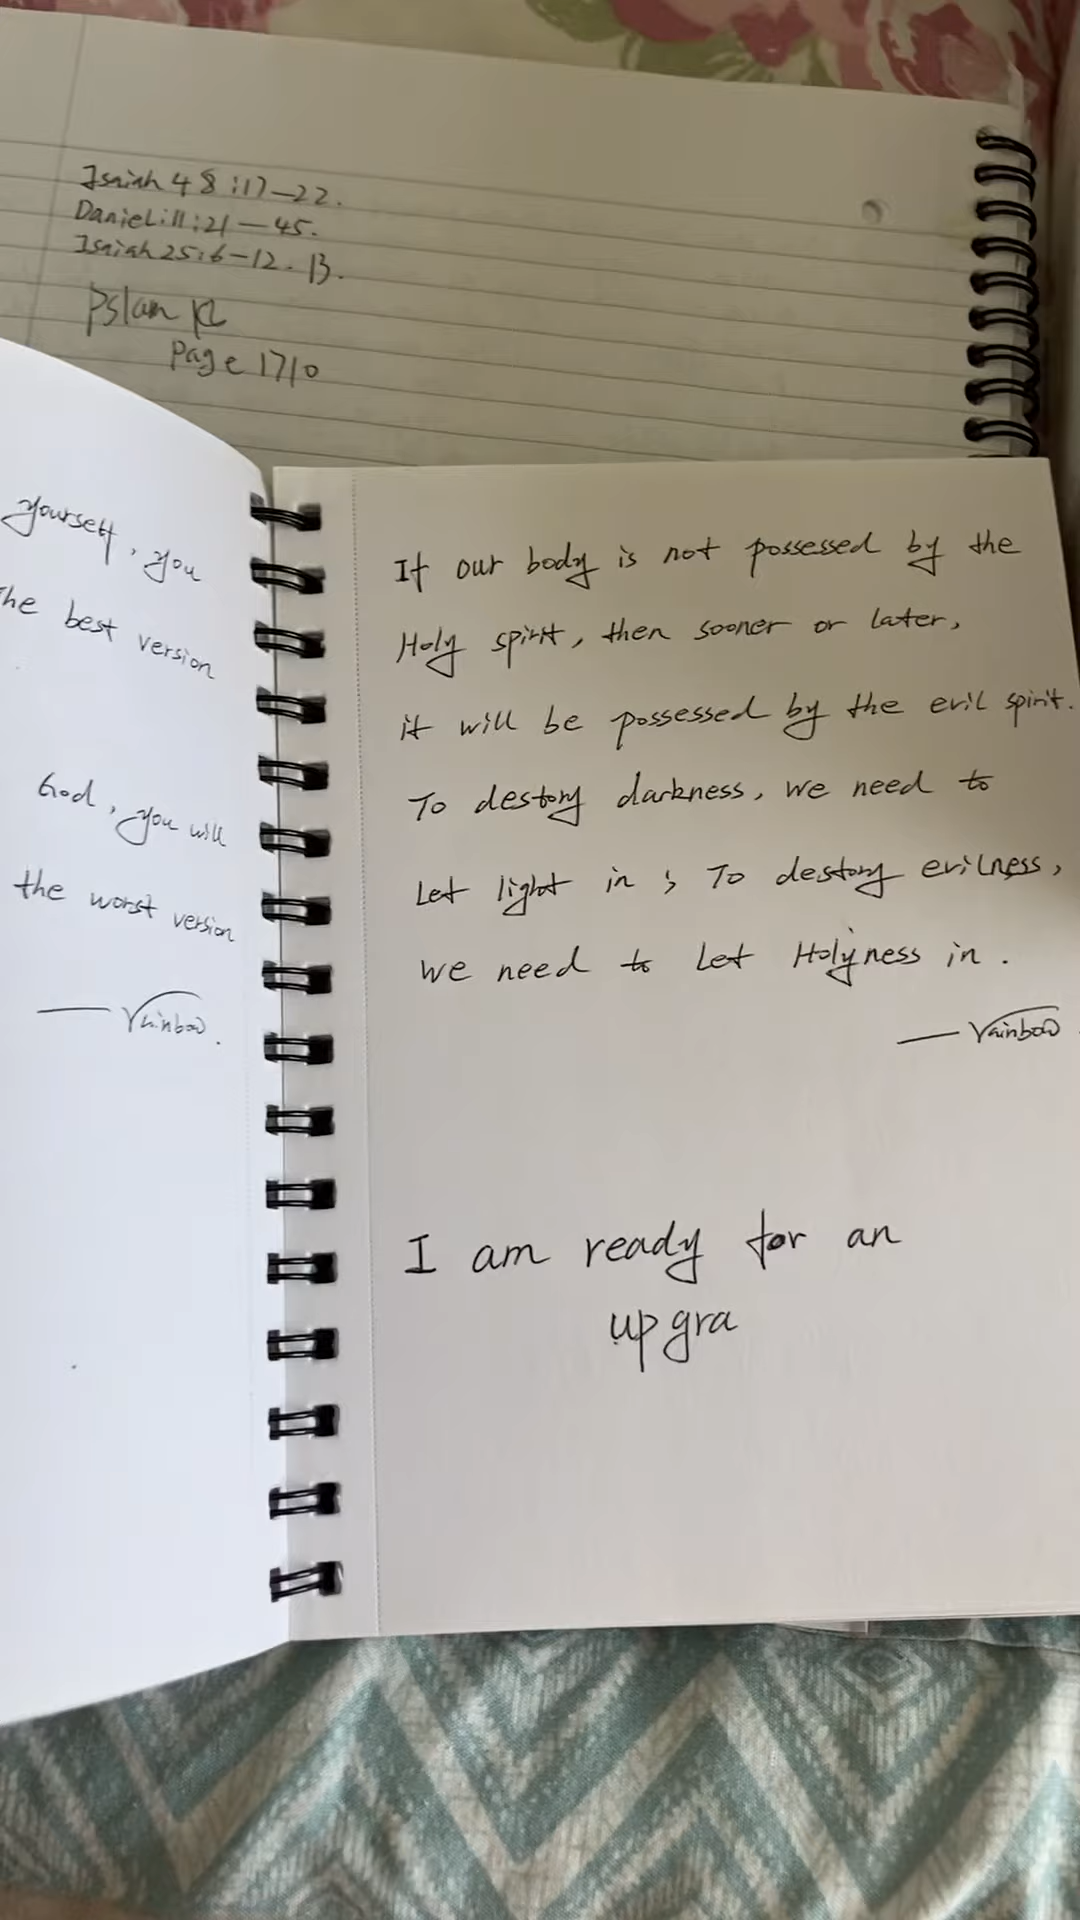 Isaiah 48:17—22.
Daniel:11:21—45.
Isaiah 25:6—12. 13.
Pslam
Page 1710
yourself, you
the best version
God, you will
the worst version
— Rainbow.
If our body is not possessed by the
Holy spirit, then sooner or later,
it will be possessed by the evil spirit.
To destory darkness, we need to
Let light in ; To destory evilness,
we need to Let Holyness in .
— Rainbow.
I am ready for an
upgra